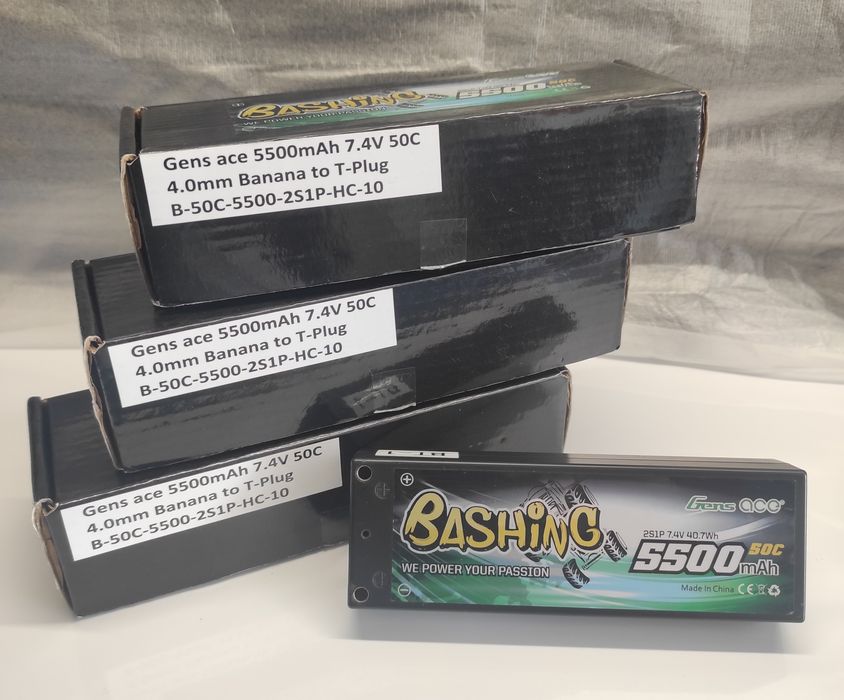 BASHING
WE POWER YOUR PASSION
5500
50C
Gens ace 5500mAh 7.4V 50C
4.0mm Banana to T-Plug
B-50C-5500-2S1P-HC-10
Gens ace 5500mAh 7.4V 50C
4.0mm Banana to T-Plug
B-50C-5500-2S1P-HC-10
Gens ace 5500mAh 7.4V 50C
4.0mm Banana to T-Plug
B-50C-5500-2S1P-HC-10
BASHING
WE POWER YOUR PASSION
Gens ace
2S1P 7.4V 40.7Wh
5500mAh 50C
Made in China CE